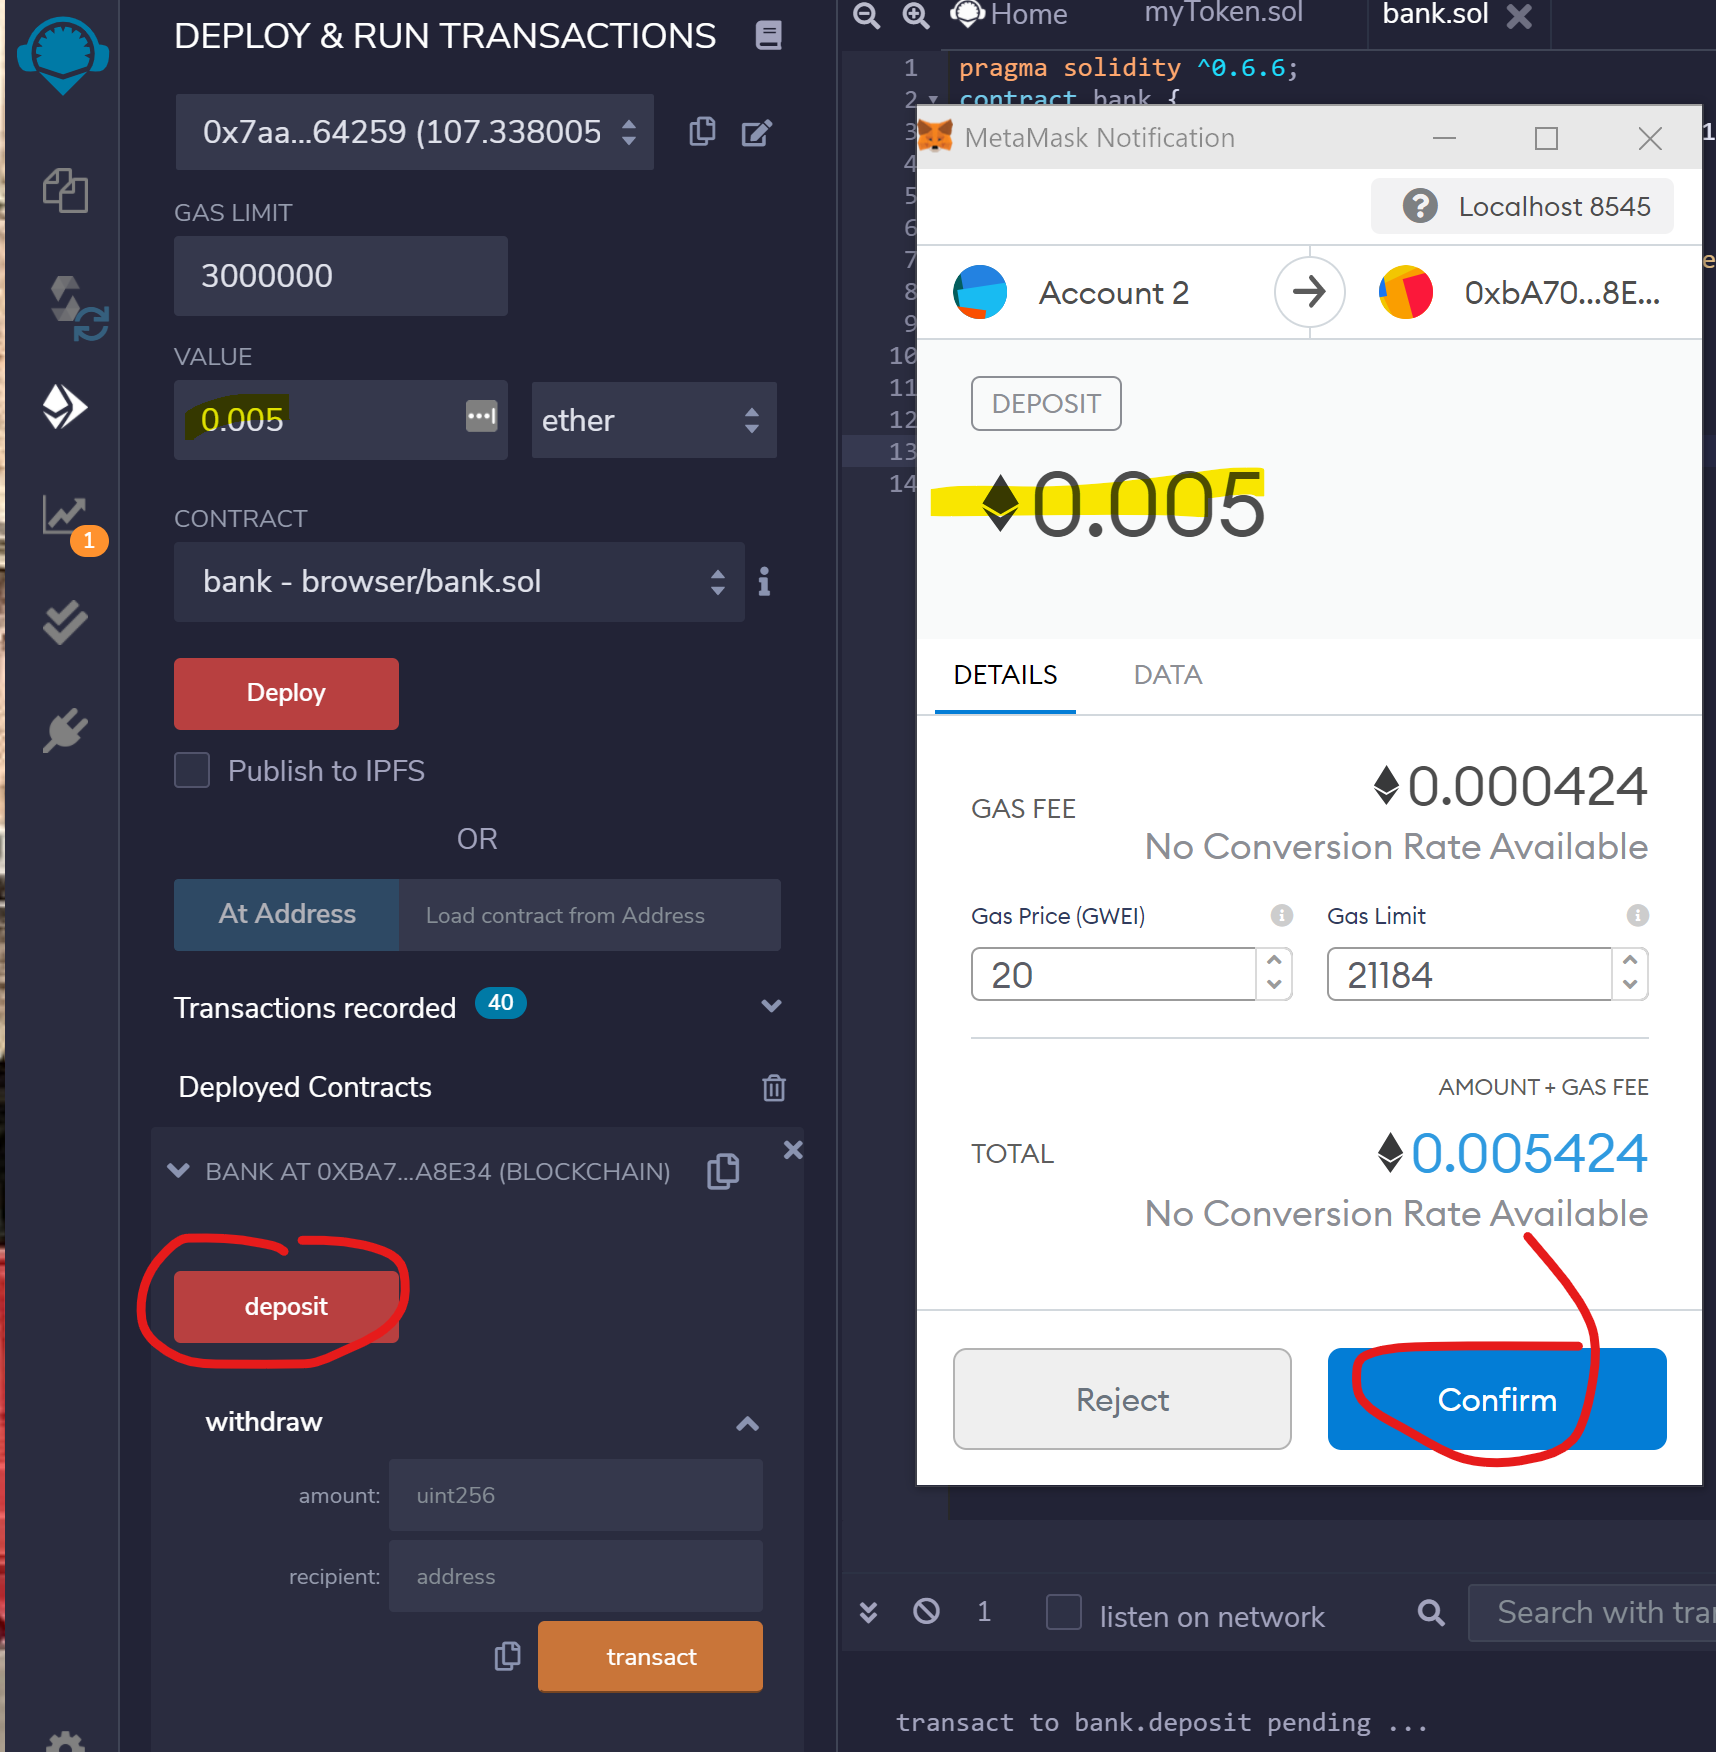 DEPLOY & RUN TRANSACTIONS
0x7aa...64259 (107.338005
GAS LIMIT
3000000
VALUE
0.005
ether
CONTRACT
bank - browser/bank.sol
Deploy
Publish to IPFS
OR
At Address
Load contract from Address
Transactions recorded 40
Deployed Contracts
BANK AT 0XBA7...A8E34 (BLOCKCHAIN)
deposit
withdraw
amount: uint256
recipient: address
transact
1
Home
myToken.sol
bank.sol
1 pragma solidity ^0.6.6;
2 contract bank {
3
4
5
6
7
8
9
10
11
12
13
14
MetaMask Notification
Localhost 8545
Account 2
0xbA70...8E...
DEPOSIT
0.005
DETAILS
DATA
GAS FEE
0.000424
No Conversion Rate Available
Gas Price (GWEI)
20
Gas Limit
21184
AMOUNT + GAS FEE
TOTAL
0.005424
No Conversion Rate Available
Reject
Confirm
1
listen on network
Search with tra
transact to bank.deposit pending ...